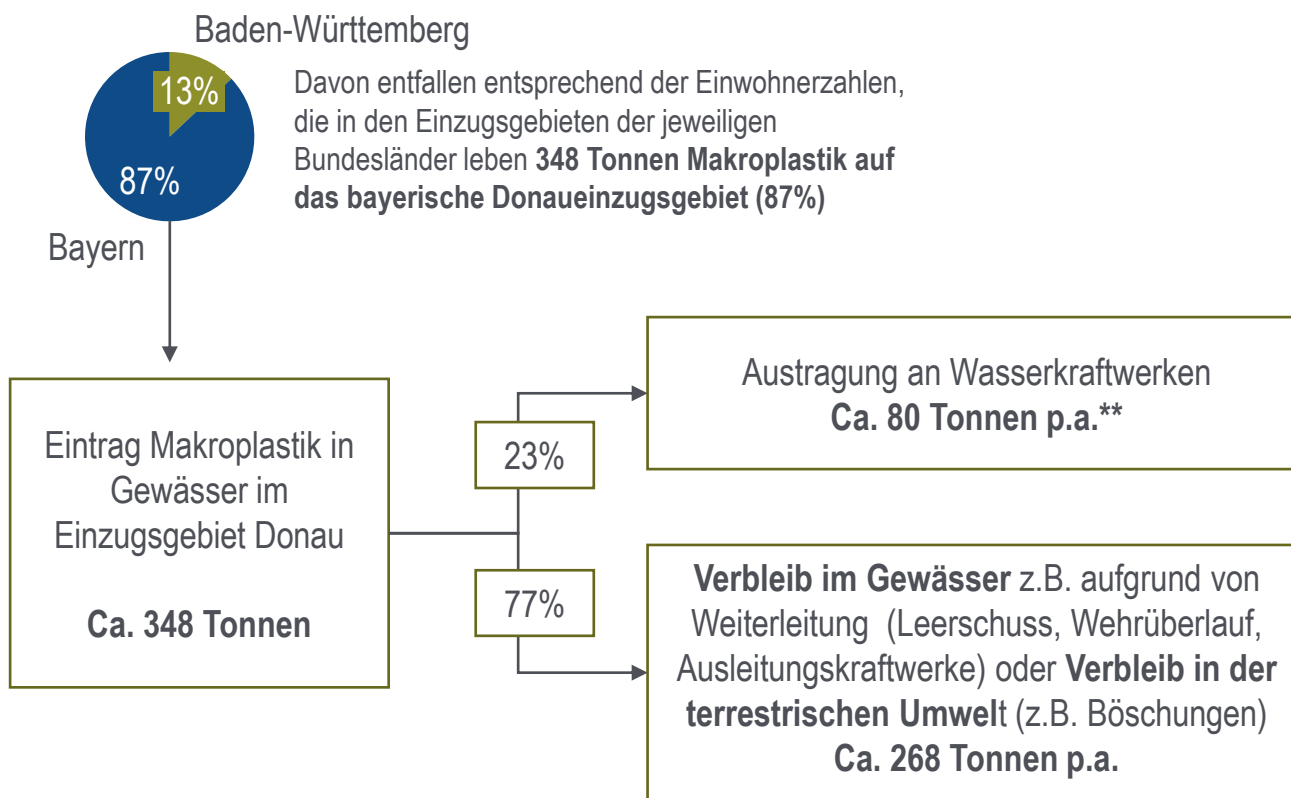 Baden-Württemberg
13%
87%
Davon entfallen entsprechend der Einwohnerzahlen,
die in den Einzugsgebieten der jeweiligen
Bundesländer leben 348 Tonnen Makroplastik auf
das bayerische Donaueinzugsgebiet (87%)
Bayern
Eintrag Makroplastik in
Gewässer im
Einzugsgebiet Donau
Ca. 348 Tonnen
23%
77%
Austragung an Wasserkraftwerken
Ca. 80 Tonnen p.a.**
Verbleib im Gewässer z.B. aufgrund von
Weiterleitung (Leerschuss, Wehrüberlauf,
Ausleitungskraftwerke) oder Verbleib in der
terrestrischen Umwelt (z.B. Böschungen)
Ca. 268 Tonnen p.a.